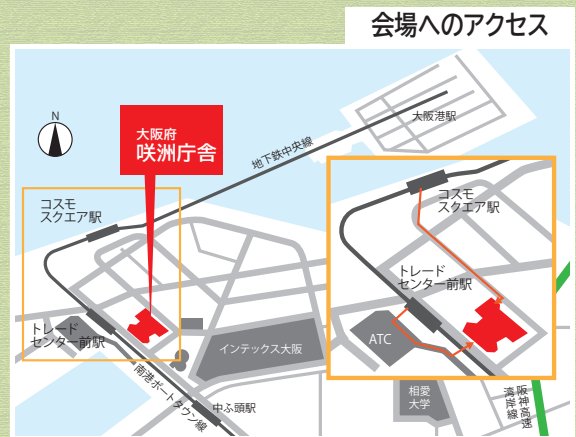 会場へのアクセス
N
大阪府
咲洲庁舎
大阪港駅
地下鉄中央線
コスモ
スクエア駅
トレード
センター前駅
インテックス大阪
南港ポートタウン線
中ふ頭駅
コスモ
スクエア駅
トレード
センター前駅
ATC
相愛
大学
阪神高速
湾岸線